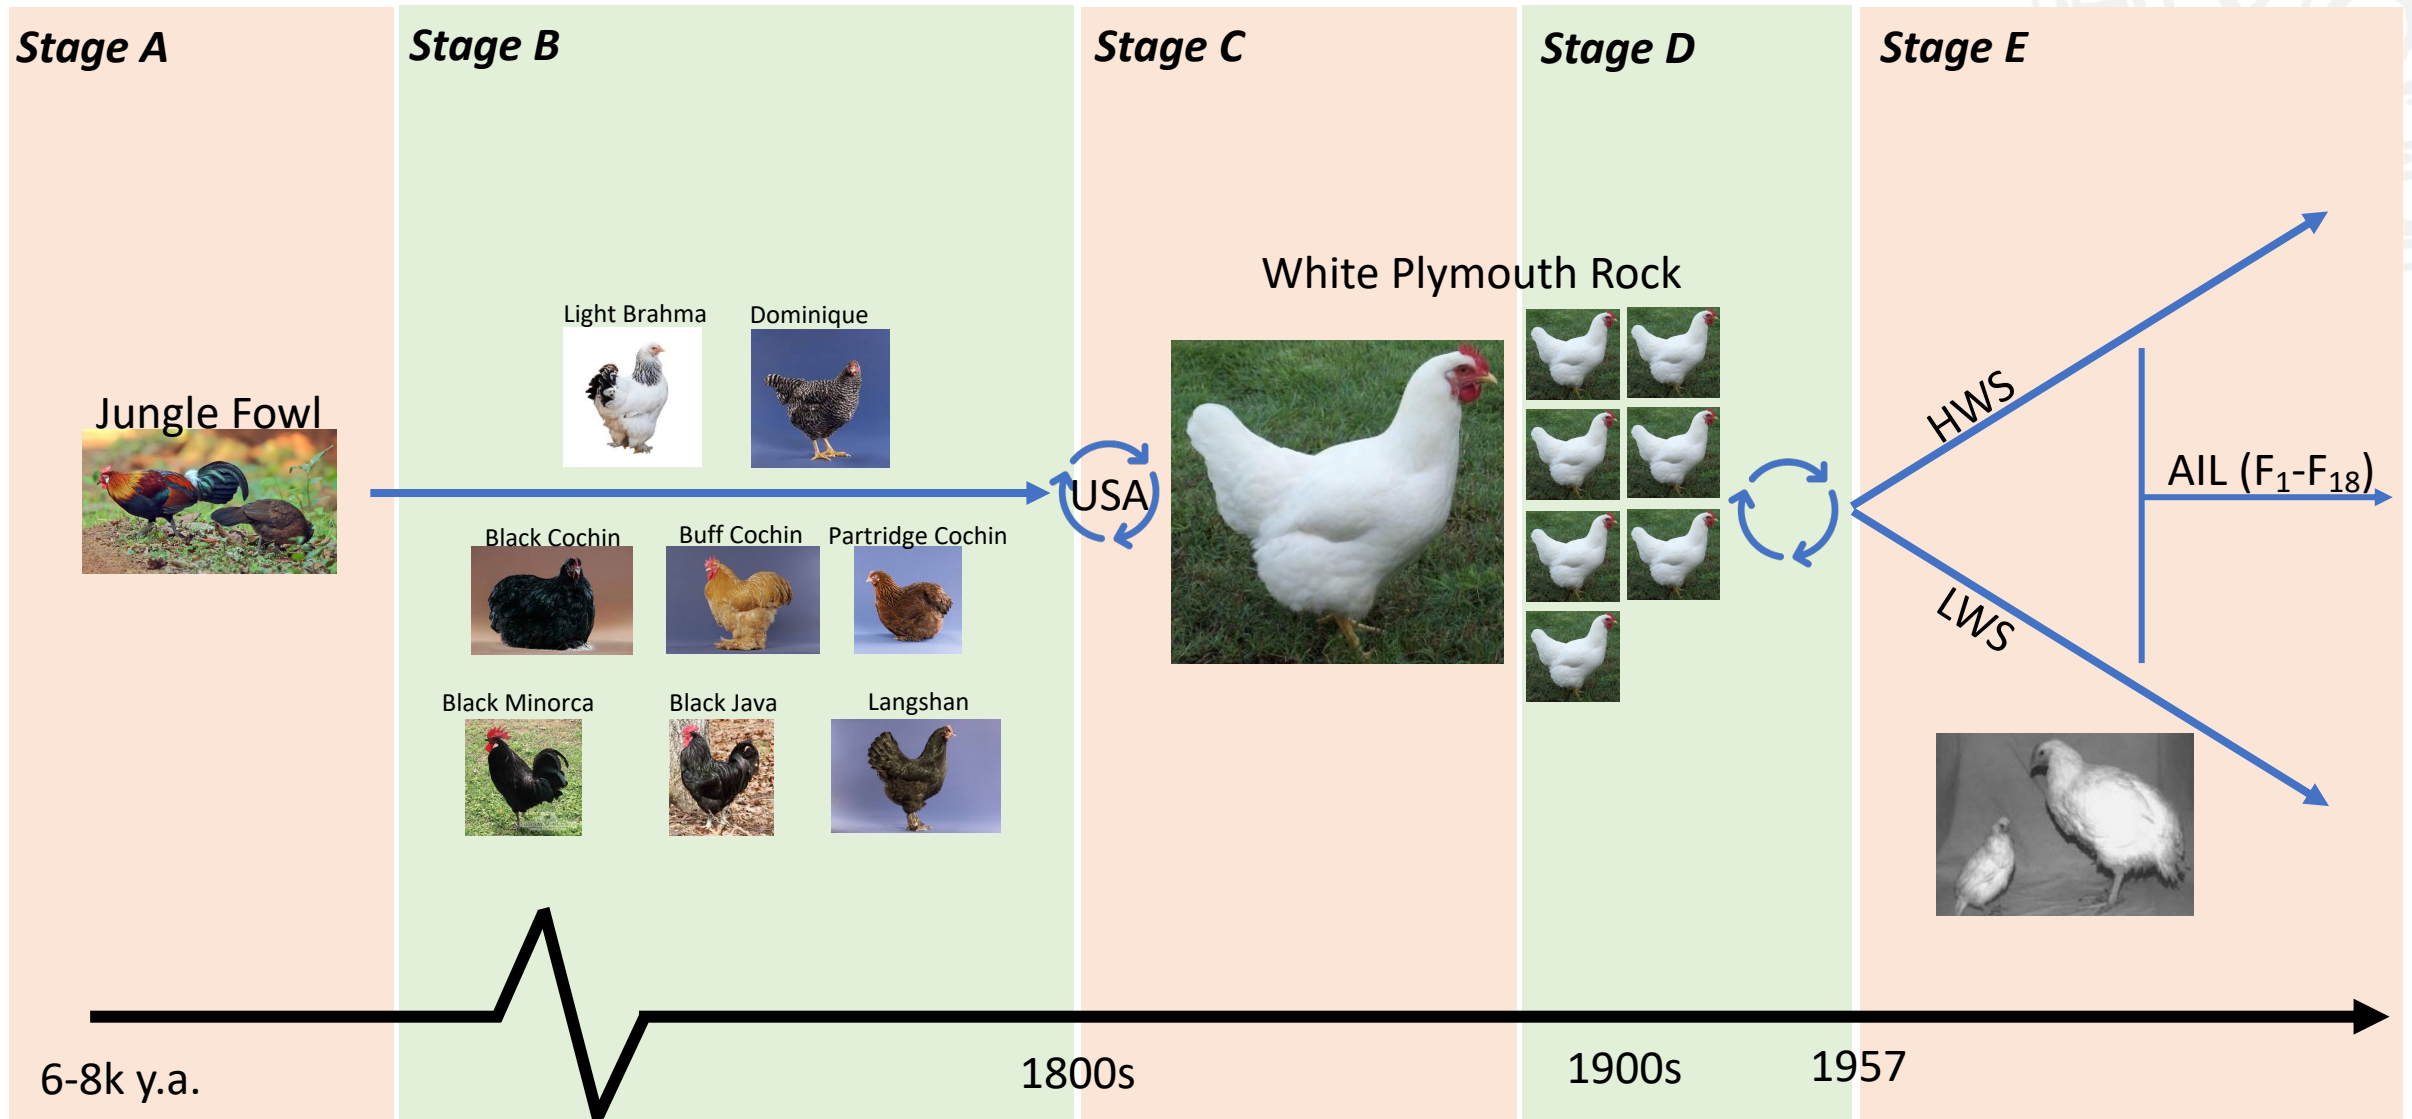 Stage A
Stage B
Stage C
Stage D
Stage E
Jungle Fowl
Light Brahma
Dominique
Black Cochin
Buff Cochin
Partridge Cochin
Black Minorca
Black Java
Langshan
USA
White Plymouth Rock
HWS
LWS
AIL (F₁-F₁₈)
6-8k y.a.
1800s
1900s
1957